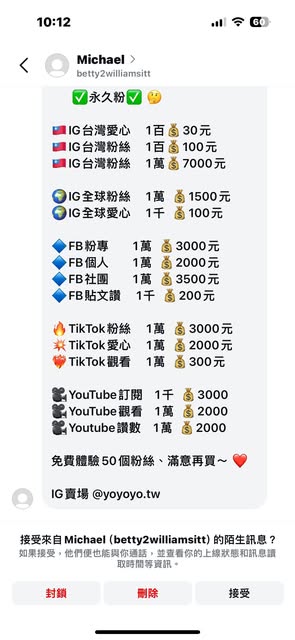 10:12
60
Michael
betty2williamsitt
✅永久粉✅🤔
🇹🇼IG台灣愛心 1百💰30元
🇹🇼IG台灣粉絲 1百💰100元
🇹🇼IG台灣粉絲 1萬💰7000元
🌍IG全球粉絲 1萬 💰1500元
🌍IG全球愛心 1千 💰100元
🔷FB粉專 1萬 💰3000元
🔷FB個人 1萬 💰2000元
🔷FB社團 1萬 💰3500元
🔷FB貼文讚 1千 💰200元
🔥TikTok粉絲 1萬 💰3000元
💥TikTok愛心 1萬 💰2000元
❤️‍🔥TikTok觀看 1萬 💰300元
🎥YouTube訂閱 1千 💰3000
🎥YouTube觀看 1萬 💰2000
🎥Youtube讚數 1萬 💰2000
免費體驗50個粉絲、滿意再買～ ❤️
IG賣場 @yoyoyo.tw
接受來自 Michael（betty2williamsitt）的陌生訊息？
如果接受，他們便也能與你通話，並查看你的上線狀態和訊息讀
取時間等資訊。
封鎖
刪除
接受